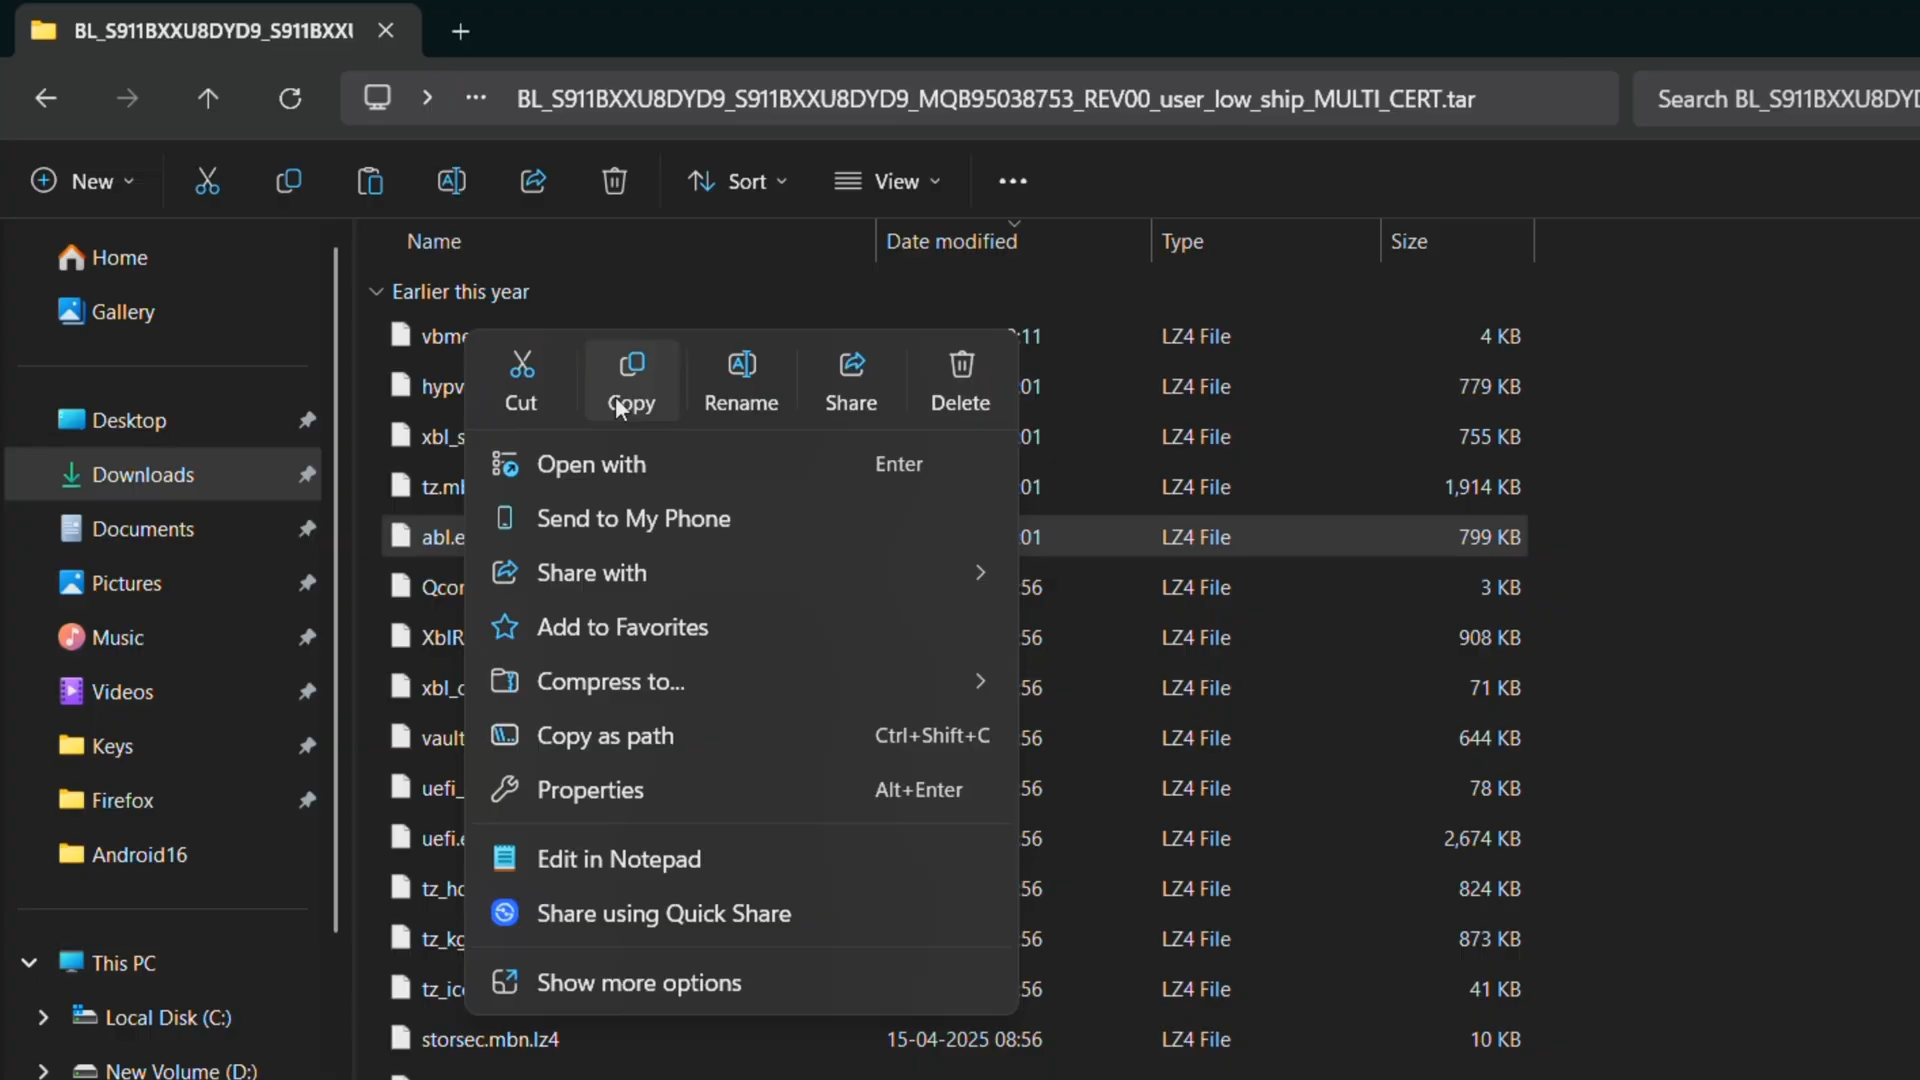 BL_S911BXXU8DYD9_S911BXXU
BL_S911BXXU8DYD9_S911BXXU8DYD9_MQB95038753_REV00_user_low_ship_MULTI_CERT.tar
Search BL_S911BXXU8DYD
New
Sort
View
Name
Date modified
Type
Size
Home
Gallery
Desktop
Downloads
Documents
Pictures
Music
Videos
Keys
Firefox
Android16
This PC
Local Disk (C:)
New Volume (D:)
Earlier this year
vbme :11 LZ4 File 4 KB
hypv :01 LZ4 File 779 KB
xbl_s :01 LZ4 File 755 KB
tz.m :01 LZ4 File 1,914 KB
abl.e :01 LZ4 File 799 KB
Qcor :56 LZ4 File 3 KB
XblR :56 LZ4 File 908 KB
xbl_c :56 LZ4 File 71 KB
vault :56 LZ4 File 644 KB
uefi_ :56 LZ4 File 78 KB
uefi.e :56 LZ4 File 2,674 KB
tz_hd :56 LZ4 File 824 KB
tz_kg :56 LZ4 File 873 KB
tz_ic :56 LZ4 File 41 KB
storsec.mbn.lz4 15-04-2025 08:56 LZ4 File 10 KB
Cut
Copy
Rename
Share
Delete
Open with Enter
Send to My Phone
Share with
Add to Favorites
Compress to...
Copy as path Ctrl+Shift+C
Properties Alt+Enter
Edit in Notepad
Share using Quick Share
Show more options